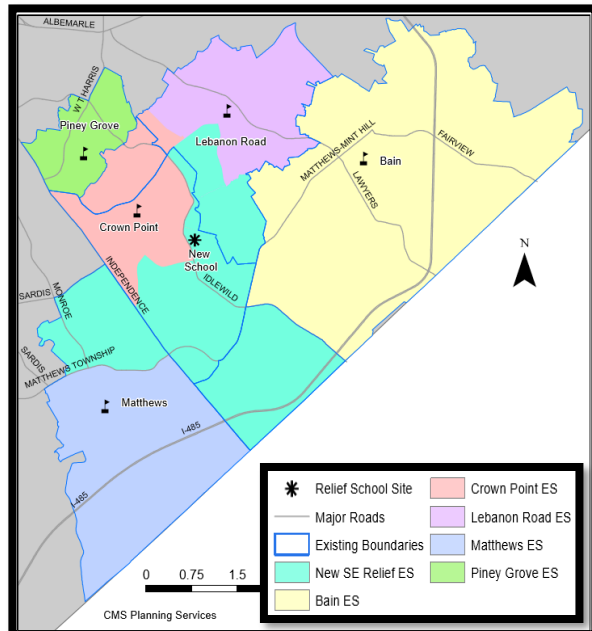 ALBEMARLE
W T HARRIS
Piney Grove
Lebanon Road
MATTHEWS-MINT HILL
FAIRVIEW
Bain
LAWYERS
Crown Point
New
School
N
INDEPENDENCE
IDLEWILD
SARDIS
MONROE
SARDIS
MATTHEWS TOWNSHIP
Matthews
I-485
I-485
Relief School Site
Crown Point ES
Major Roads
Lebanon Road ES
Existing Boundaries
Matthews ES
New SE Relief ES
Piney Grove ES
Bain ES
0 0.75 1.5
CMS Planning Services